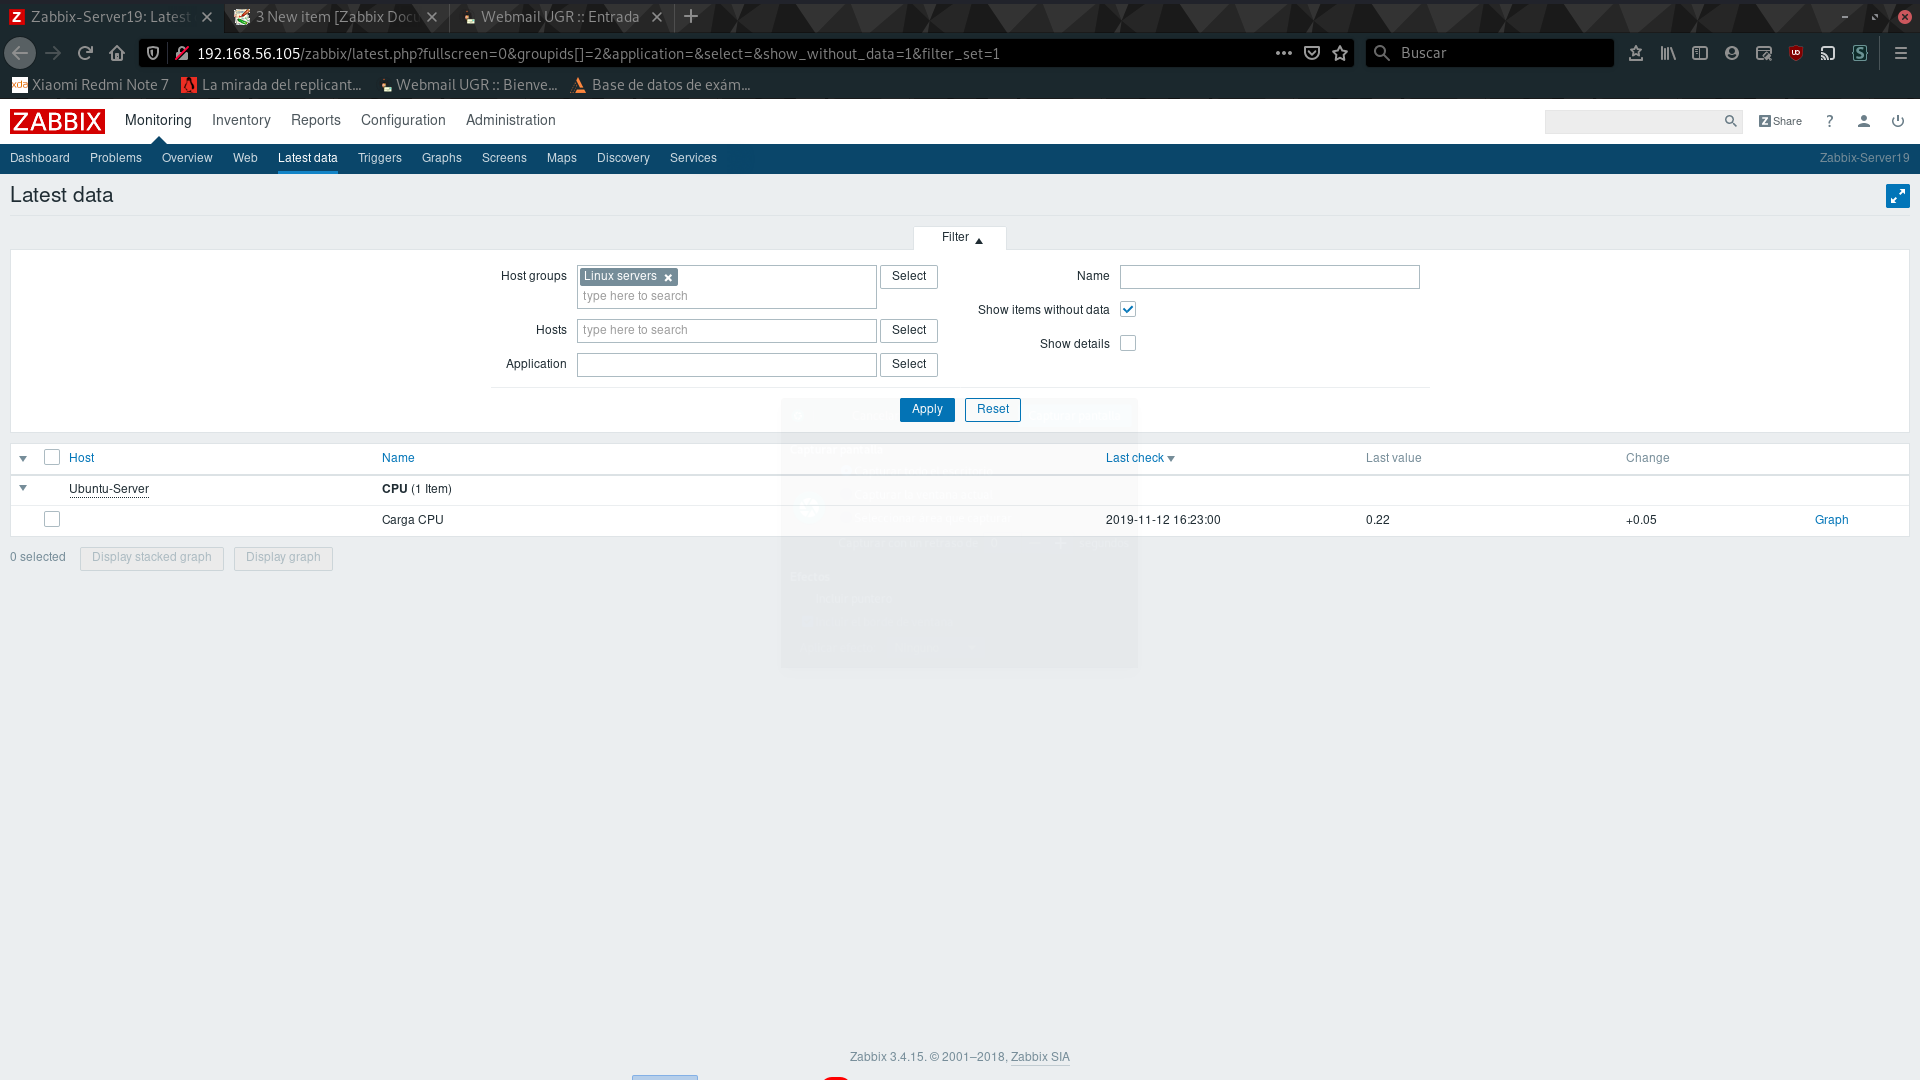 Zabbix-Server19: Latest
3 New item [Zabbix Docu
Webmail UGR :: Entrada
192.168.56.105/zabbix/latest.php?fullscreen=0&groupids[]=2&application=&select=&show_without_data=1&filter_set=1
Buscar
Xiaomi Redmi Note 7
La mirada del replicant...
Webmail UGR :: Bienve...
Base de datos de exám...
ZABBIX
Monitoring
Inventory
Reports
Configuration
Administration
Z Share
?
Dashboard
Problems
Overview
Web
Latest data
Triggers
Graphs
Screens
Maps
Discovery
Services
Zabbix-Server19
Latest data
Filter
Host groups
Linux servers
type here to search
Select
Name
Show items without data
Hosts
type here to search
Select
Show details
Application
Select
Apply
Reset
Host
Name
Last check
Last value
Change
Ubuntu-Server
CPU (1 Item)
Carga CPU
2019-11-12 16:23:00
0.22
+0.05
Graph
0 selected
Display stacked graph
Display graph
Zabbix 3.4.15. © 2001–2018, Zabbix SIA